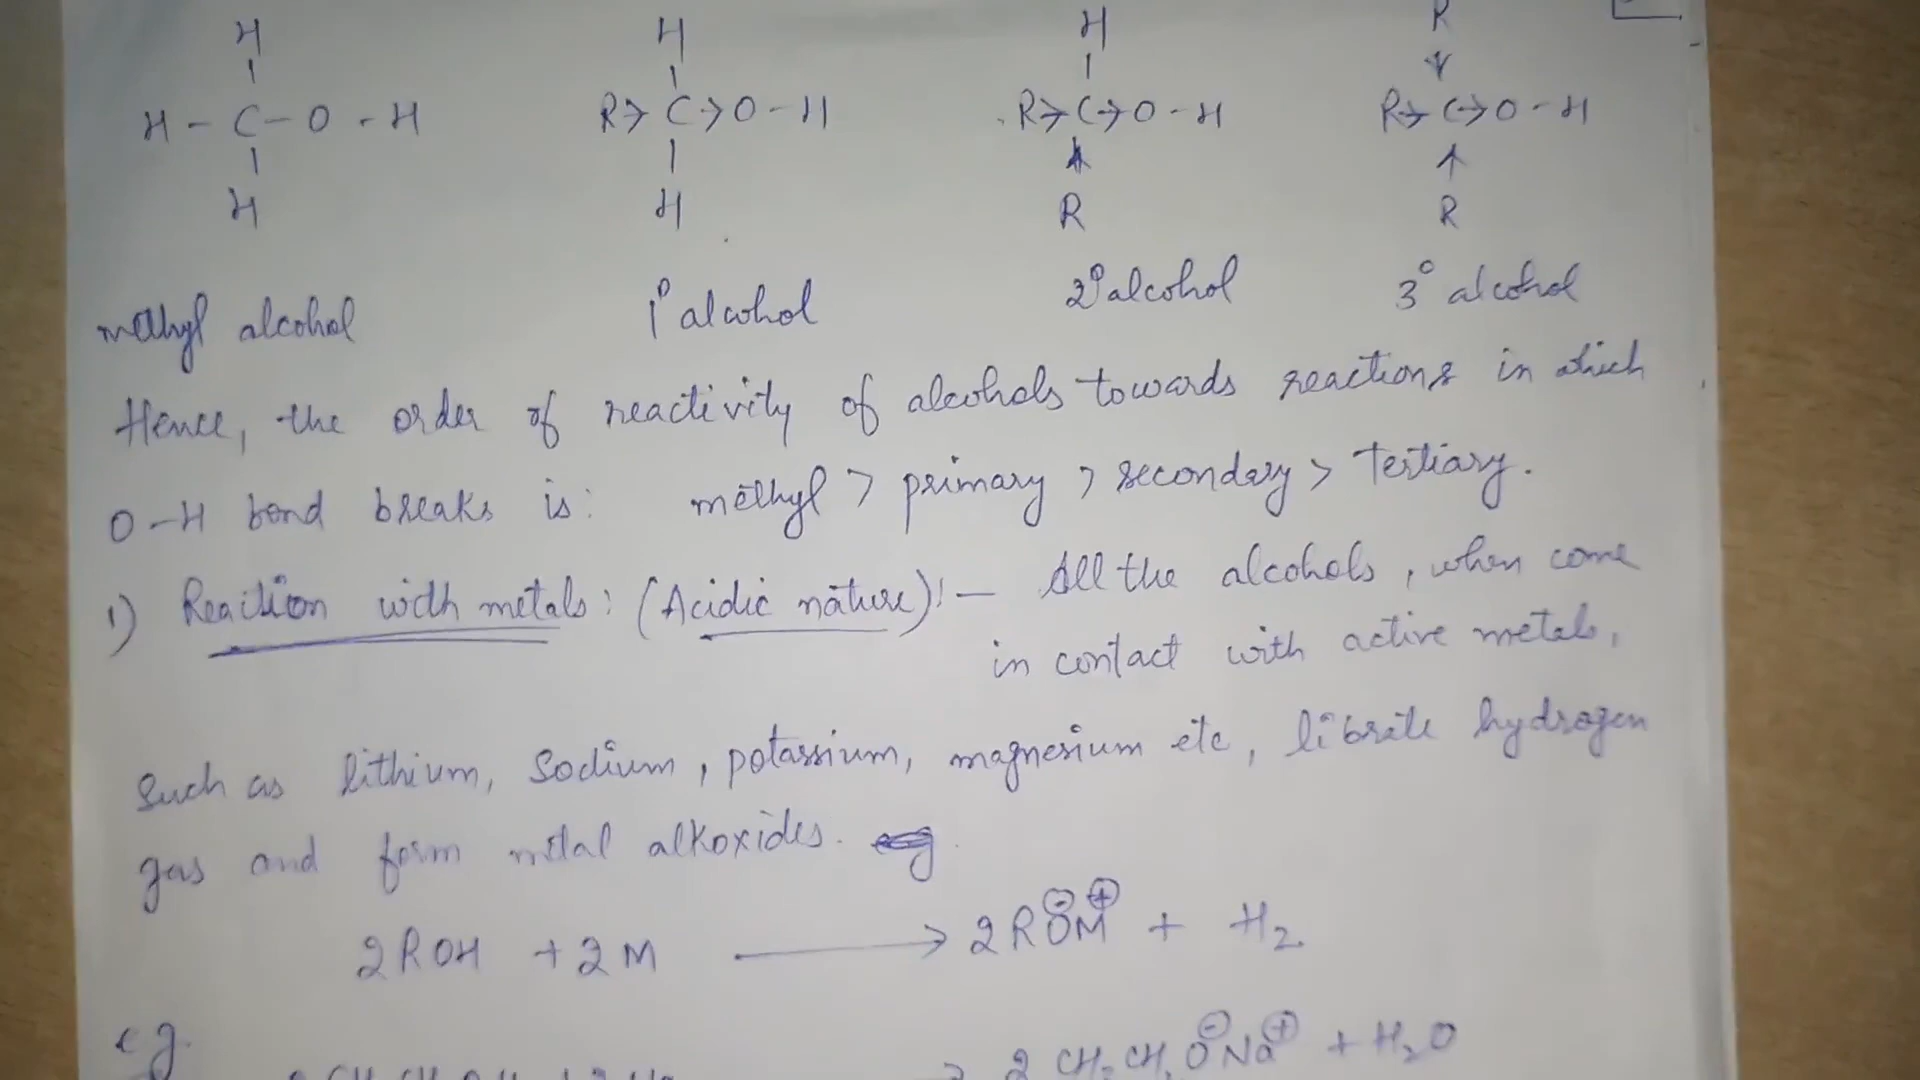 H H H R
H - C - O - H R → C → O - H R → C → O - H R → C → O - H
H H R R
methyl alcohol 1° alcohol 2° alcohol 3° alcohol
Hence, the order of reactivity of alcohols towards reactions in which
O-H bond breaks is: methyl > primary > secondary > Tertiary.
1) Reaction with metals: (Acidic nature):- All the alcohols, when come
in contact with active metals,
Such as lithium, Sodium, potassium, magnesium etc, librate hydrogen
gas and form metal alkoxides.
2ROH + 2M → 2RO⊖M⊕ + H₂
eg.
→ 2 CH₃CH₂O⊖Na⊕ + H₂O